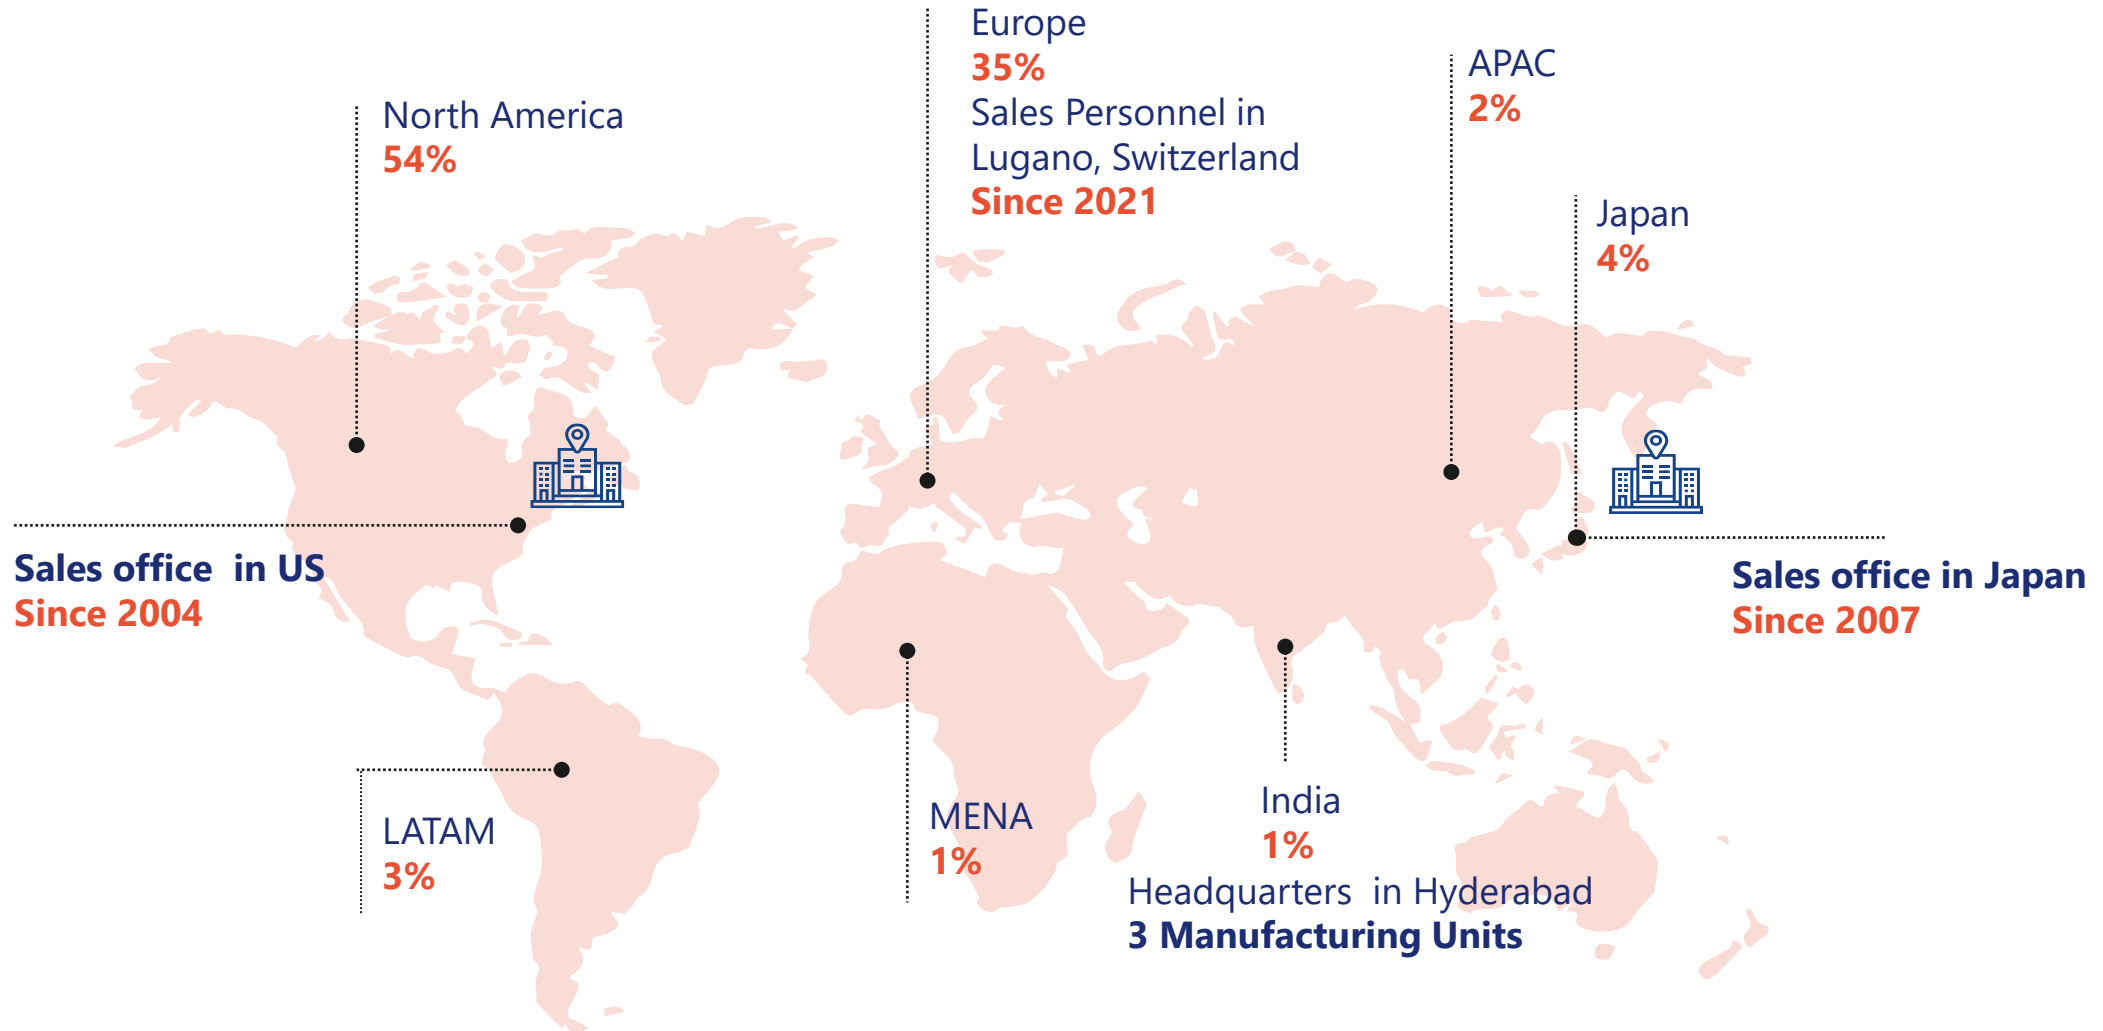 Europe
35%
Sales Personnel in
Lugano, Switzerland
Since 2021
APAC
2%
North America
54%
Japan
4%
Sales office in US
Since 2004
Sales office in Japan
Since 2007
LATAM
3%
MENA
1%
India
1%
Headquarters in Hyderabad
3 Manufacturing Units